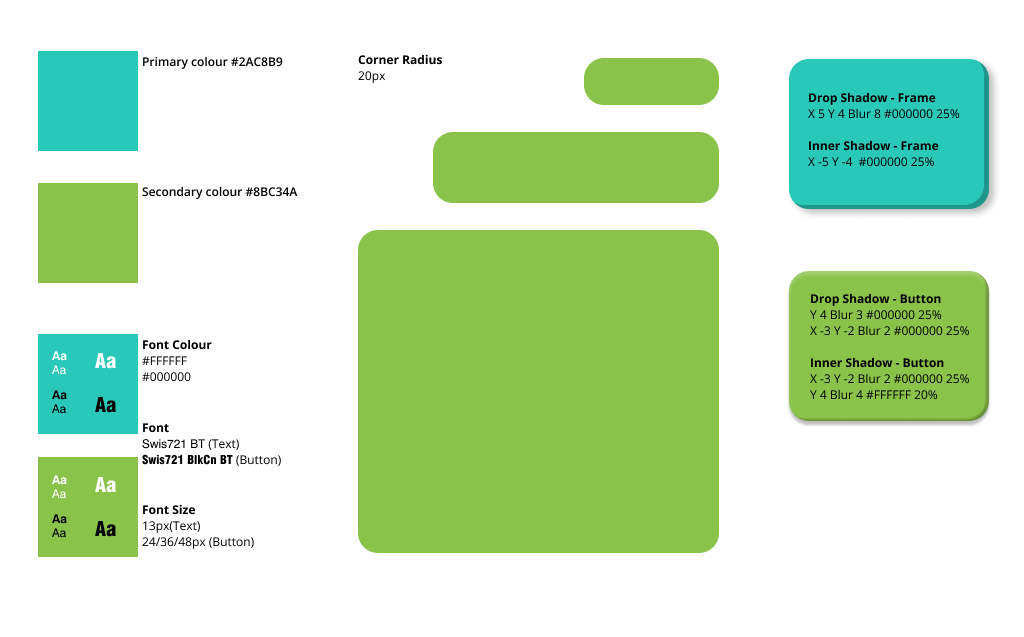 Primary colour #2AC8B9
Secondary colour #8BC34A
Aa
Aa
Aa
Aa
Aa
Aa
Font Colour
#FFFFFF
#000000
Font
Swis721 BT (Text)
Swis721 BlkCn BT (Button)
Aa
Aa
Aa
Aa
Aa
Aa
Font Size
13px(Text)
24/36/48px (Button)
Corner Radius
20px
Drop Shadow - Frame
X 5 Y 4 Blur 8 #000000 25%
Inner Shadow - Frame
X -5 Y -4  #000000 25%
Drop Shadow - Button
Y 4 Blur 3 #000000 25%
X -3 Y -2 Blur 2 #000000 25%
Inner Shadow - Button
X -3 Y -2 Blur 2 #000000 25%
Y 4 Blur 4 #FFFFFF 20%